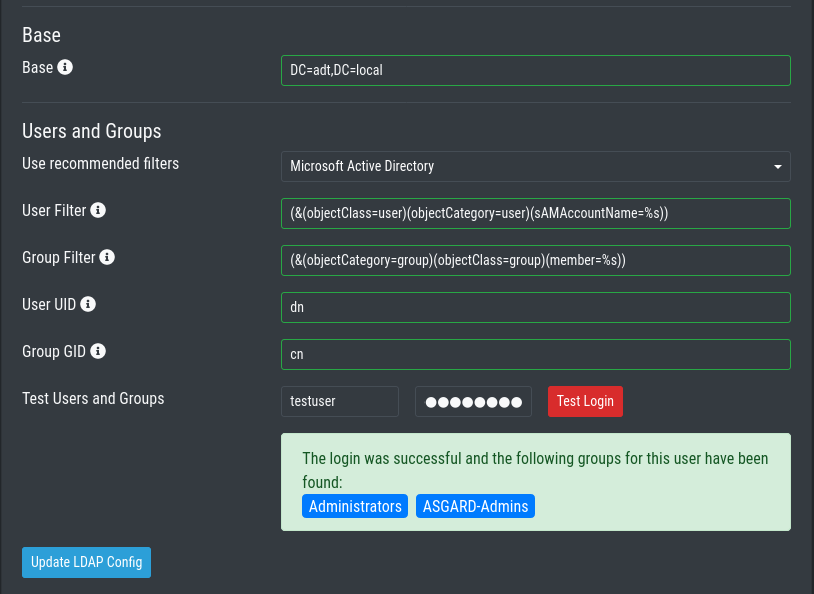 Base
Base
DC=adt,DC=local
Users and Groups
Use recommended filters
Microsoft Active Directory
User Filter
(&(objectClass=user)(objectCategory=user)(sAMAccountName=%s))
Group Filter
(&(objectCategory=group)(objectClass=group)(member=%s))
User UID
dn
Group GID
cn
Test Users and Groups
testuser
●●●●●●●●
Test Login
The login was successful and the following groups for this user have been
found:
Administrators ASGARD-Admins
Update LDAP Config